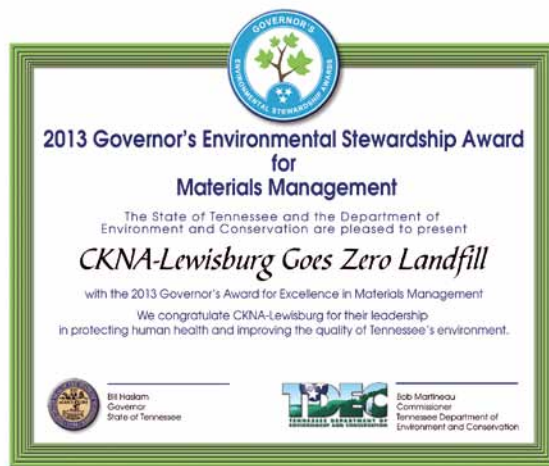 GOVERNOR'S
ENVIRONMENTAL STEWARDSHIP AWARDS
2013 Governor's Environmental Stewardship Award
for
Materials Management
The State of Tennessee and the Department of
Environment and Conservation are pleased to present
CKNA-Lewisburg Goes Zero Landfill
with the 2013 Governor's Award for Excellence in Materials Management
We congratulate CKNA-Lewisburg for their leadership
in protecting human health and improving the quality of Tennessee's environment.
Bill Haslam
Governor
State of Tennessee
TDEC
TENNESSEE DEPARTMENT OF
ENVIRONMENT AND CONSERVATION
Bob Martineau
Commissioner
Tennessee Department of
Environment and Conservation